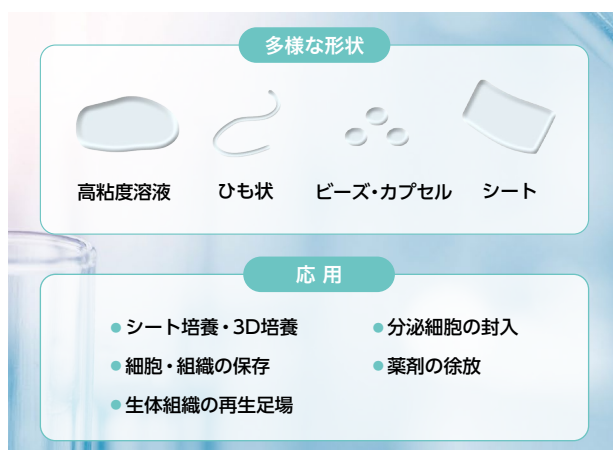 多様な形状
高粘度溶液 ひも状 ビーズ・カプセル シート
応用
シート培養・3D培養
細胞・組織の保存
生体組織の再生足場
分泌細胞の封入
薬剤の徐放